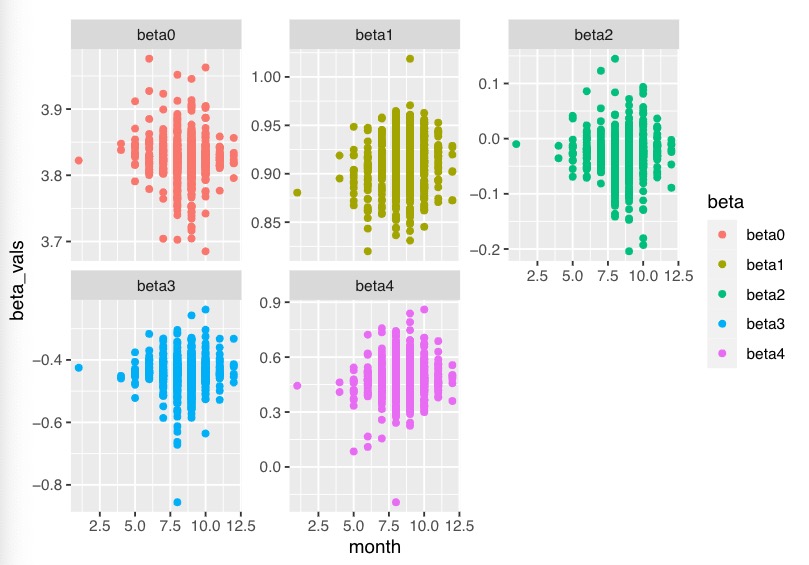 beta0
beta1
beta2
3.9
3.8
3.7
1.00
0.95
0.90
0.85
0.1
0.0
−0.1
−0.2
2.5 5.0 7.5 10.0 12.5
beta3
beta4
−0.4
−0.6
−0.8
0.9
0.6
0.3
0.0
2.5 5.0 7.5 10.0 12.5
2.5 5.0 7.5 10.0 12.5
month
beta_vals
beta
beta0
beta1
beta2
beta3
beta4